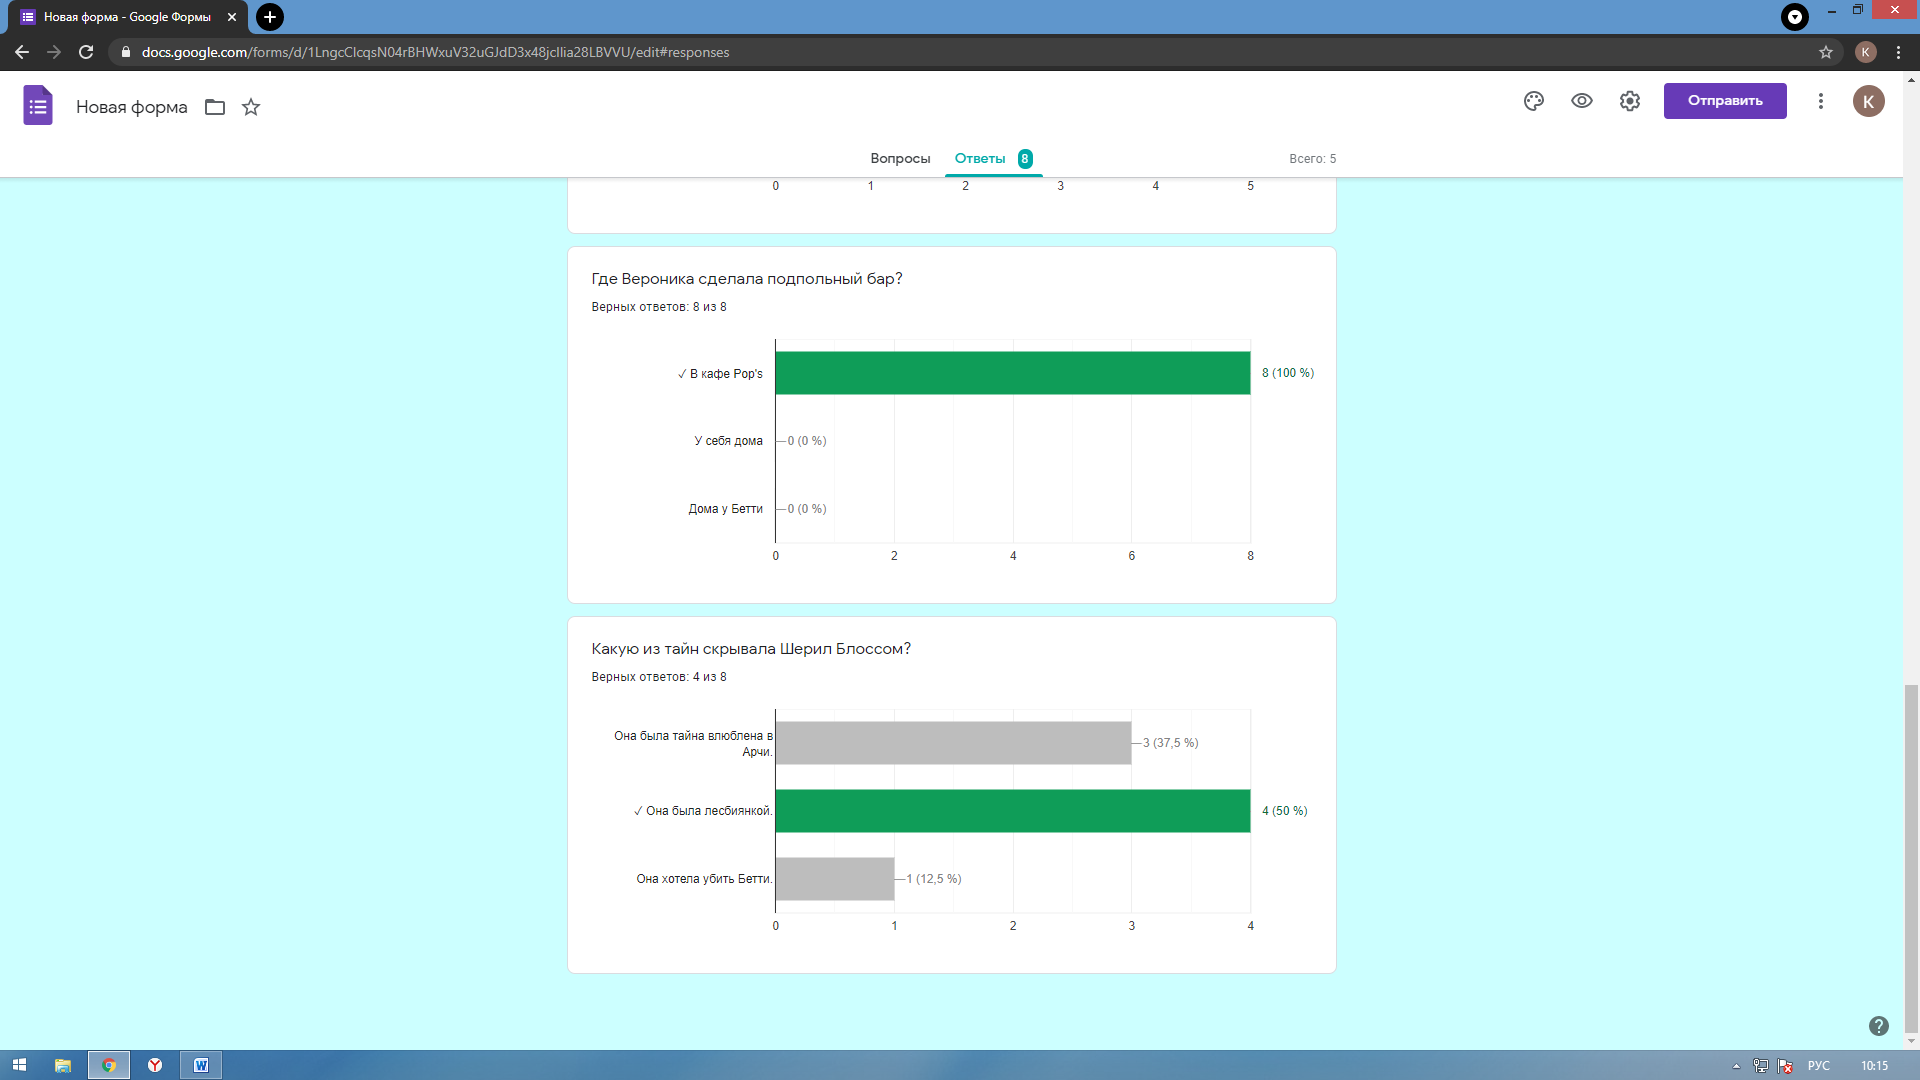 Новая форма - Google Формы
docs.google.com/forms/d/1LngcClcqsN04rBHWxuV32uGJdD3x48jcllia28LBVVU/edit#responses
K
Новая форма
Отправить
K
Вопросы
Ответы 8
Всего: 5
0 1 2 3 4 5
Где Вероника сделала подпольный бар?
Верных ответов: 8 из 8
✓ В кафе Pop's
8 (100 %)
У себя дома
0 (0 %)
Дома у Бетти
0 (0 %)
0 2 4 6 8
Какую из тайн скрывала Шерил Блоссом?
Верных ответов: 4 из 8
Она была тайна влюблена в
Арчи.
3 (37,5 %)
✓ Она была лесбиянкой.
4 (50 %)
Она хотела убить Бетти.
1 (12,5 %)
0 1 2 3 4
РУС
10:15